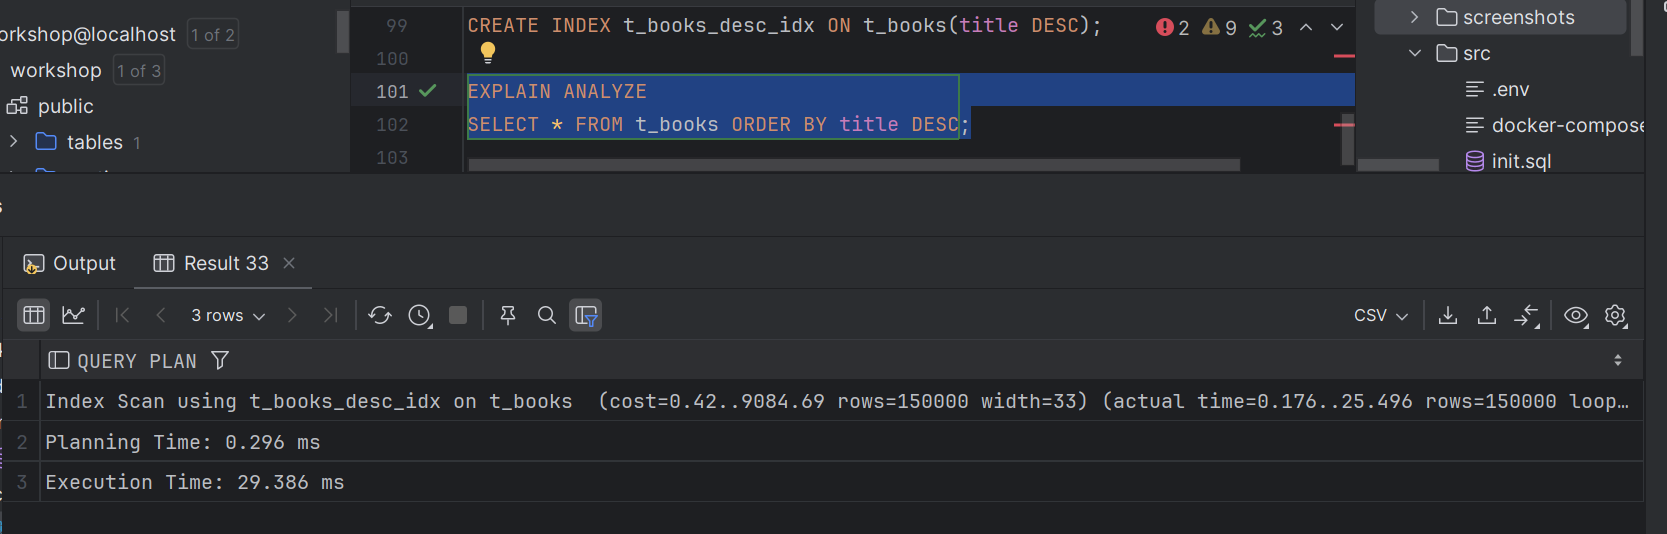 99 CREATE INDEX t_books_desc_idx ON t_books(title DESC); 2 9 3
100
101 EXPLAIN ANALYZE
102 SELECT * FROM t_books ORDER BY title DESC;
103
orkshop@localhost 1 of 2
workshop 1 of 3
public
tables 1
screenshots
src
.env
docker-compose
init.sql
Output Result 33
3 rows CSV
QUERY PLAN
1 Index Scan using t_books_desc_idx on t_books (cost=0.42..9084.69 rows=150000 width=33) (actual time=0.176..25.496 rows=150000 loop…
2 Planning Time: 0.296 ms
3 Execution Time: 29.386 ms